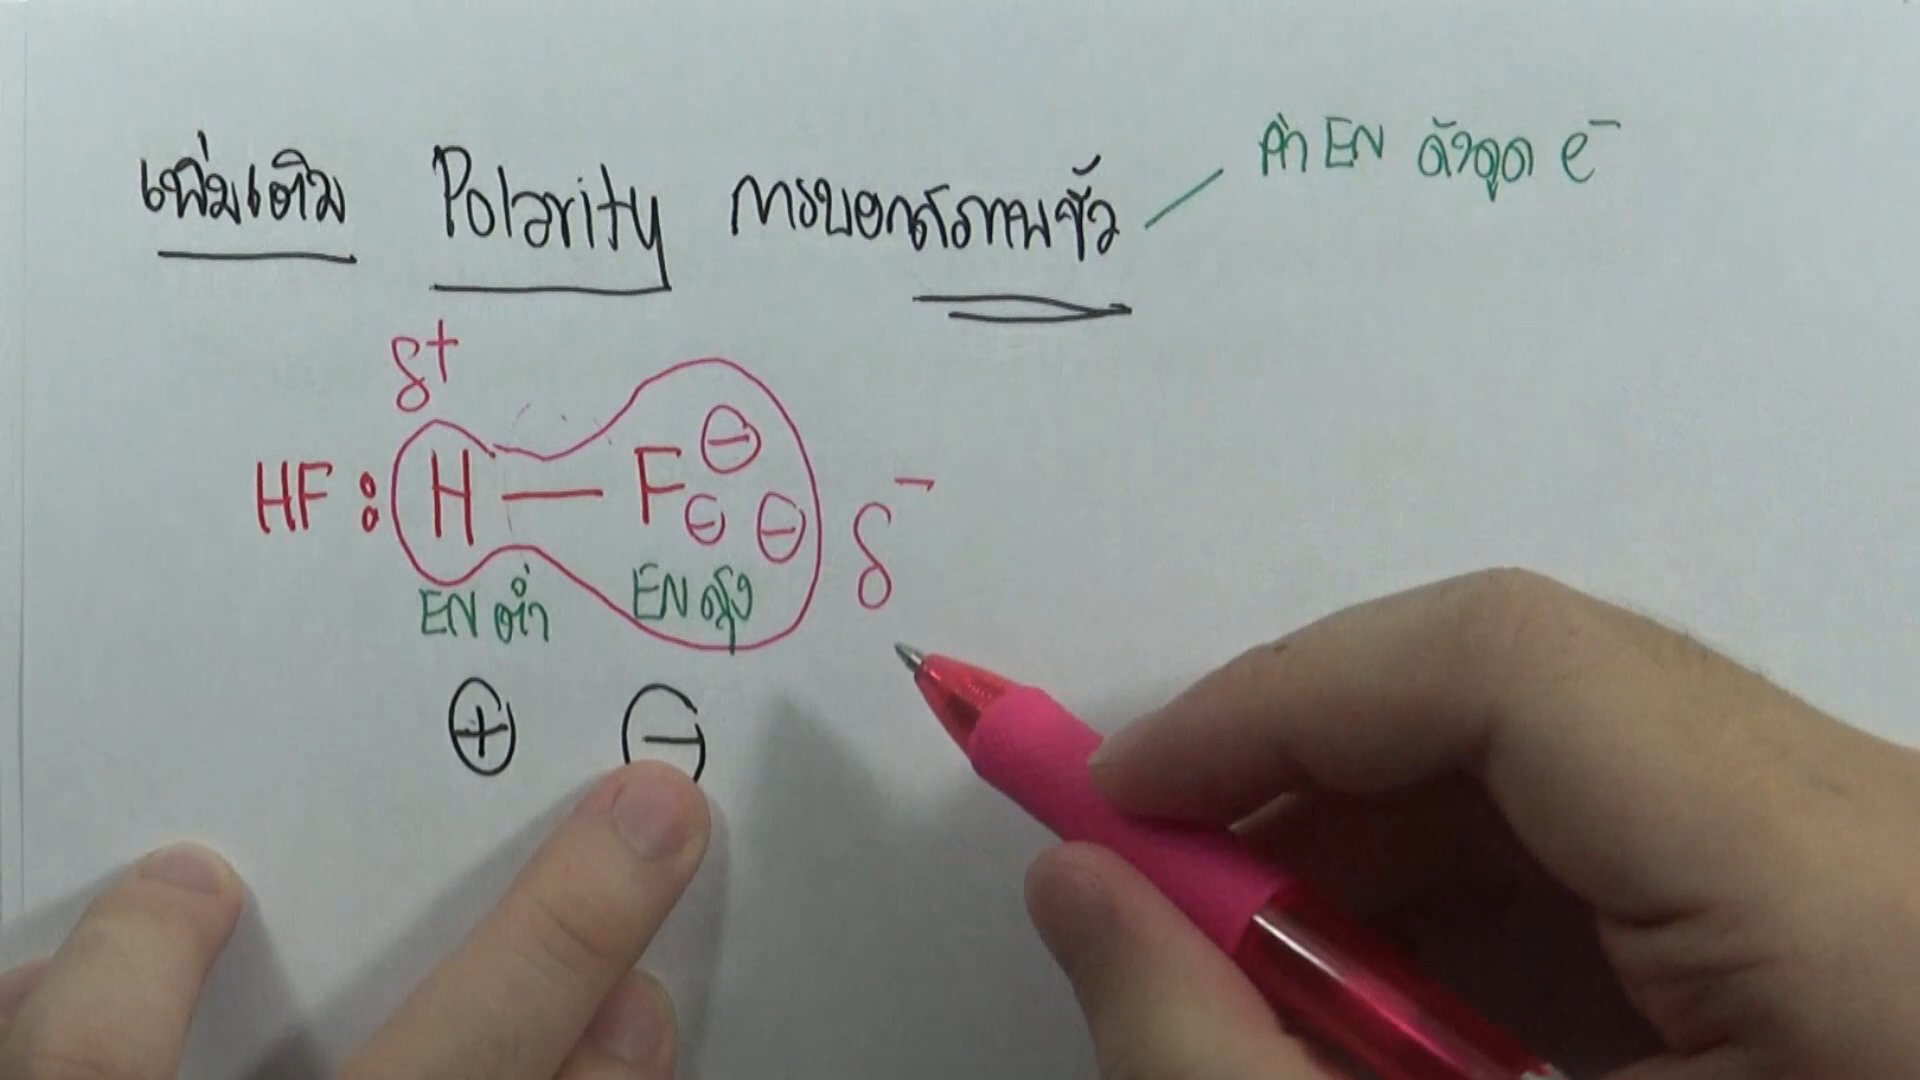 ค่า EN ดึงดูด e⁻
เพิ่มเติม Polarity การบอกสภาพขั้ว
δ+
HF : H — F ⊖
⊖ ⊖ δ⁻
EN ต่ำ EN สูง
⊕ ⊖